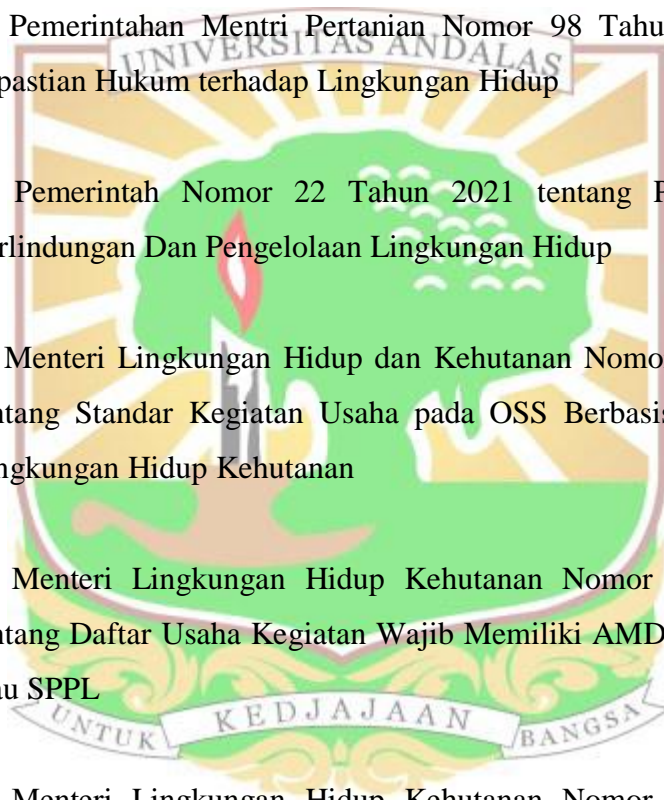 Pemerintahan Mentri Pertanian Nomor 98 Tahu
UNIVERSITAS ANDALAS
pastian Hukum terhadap Lingkungan Hidup
Pemerintah Nomor 22 Tahun 2021 tentang P
erlindungan Dan Pengelolaan Lingkungan Hidup
Menteri Lingkungan Hidup dan Kehutanan Nomo
ntang Standar Kegiatan Usaha pada OSS Berbasis
ngkungan Hidup Kehutanan
Menteri Lingkungan Hidup Kehutanan Nomor
ntang Daftar Usaha Kegiatan Wajib Memiliki AMD
au SPPL
UNTUK KEDJAJAAN BANGSA
Menteri Lingkungan Hidup Kehutanan Nomor